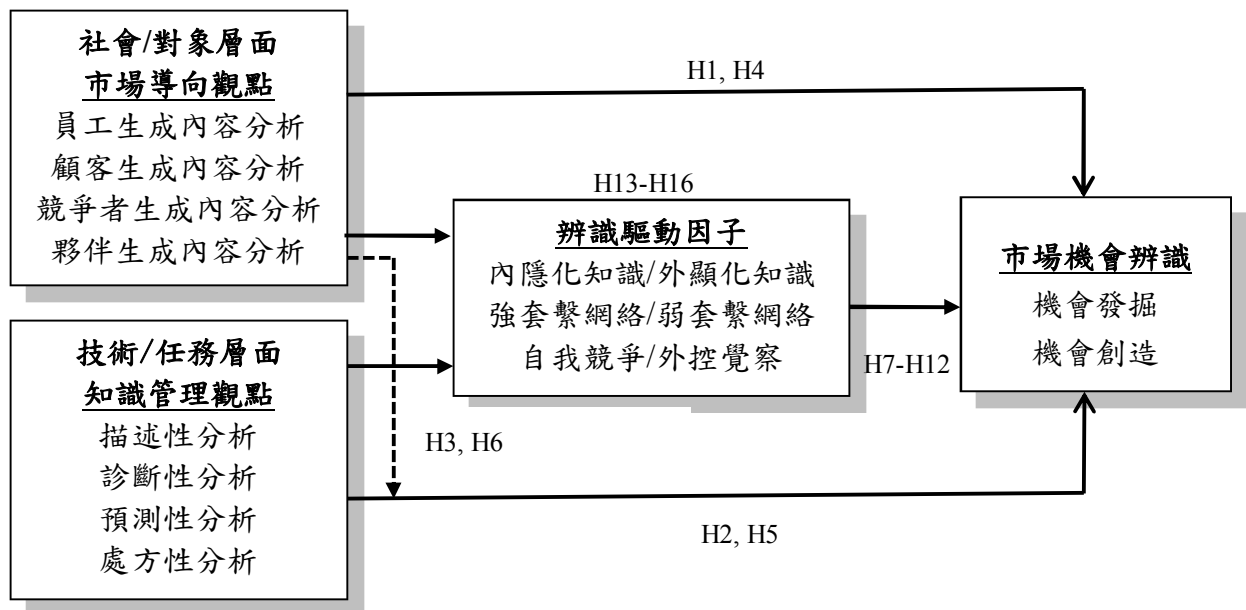 社會/對象層面
市場導向觀點
員工生成內容分析
顧客生成內容分析
競爭者生成內容分析
夥伴生成內容分析
H1, H4
H13-H16
辨識驅動因子
內隱化知識/外顯化知識
強套繫網絡/弱套繫網絡
自我競爭/外控覺察
市場機會辨識
機會發掘
機會創造
H7-H12
技術/任務層面
知識管理觀點
描述性分析
診斷性分析
預測性分析
處方性分析
H3, H6
H2, H5